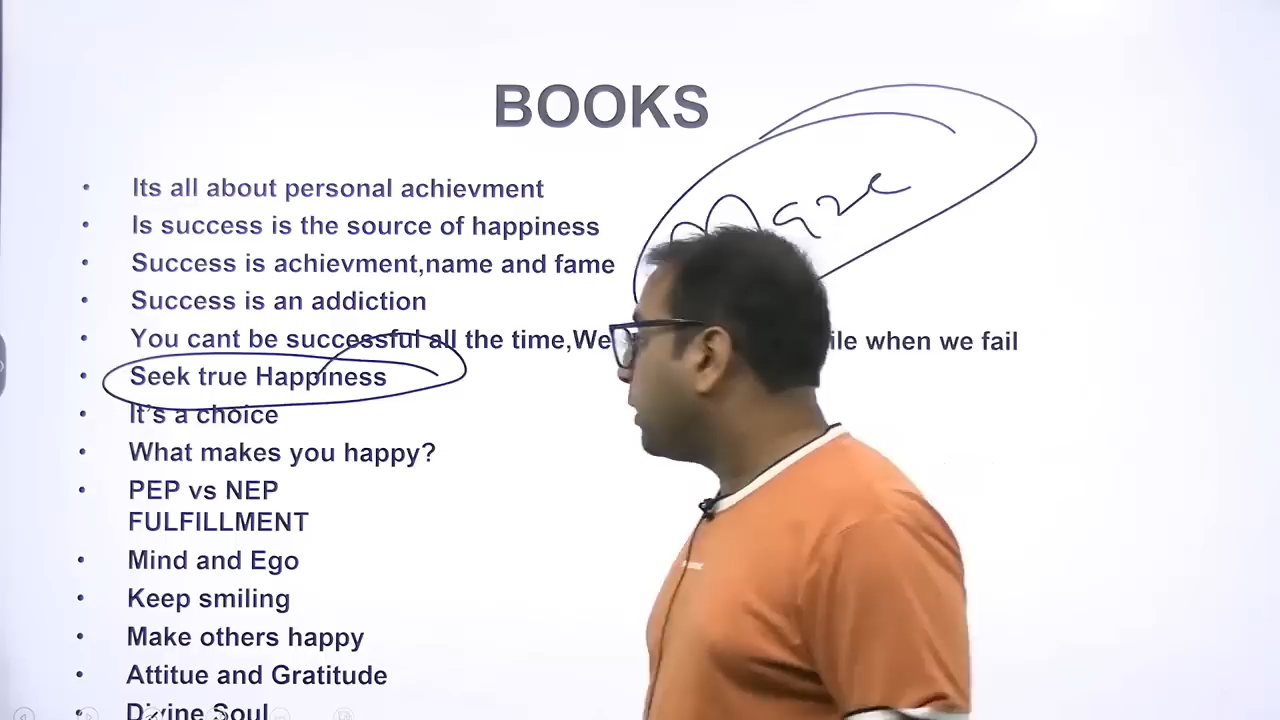 BOOKS
Maze
• Its all about personal achievment
• Is success is the source of happiness
• Success is achievment,name and fame
• Success is an addiction
• You cant be successful all the time,We ile when we fail
• Seek true Happiness
• It's a choice
• What makes you happy?
• PEP vs NEP
FULFILLMENT
• Mind and Ego
• Keep smiling
• Make others happy
• Attitue and Gratitude
• Divine Soul